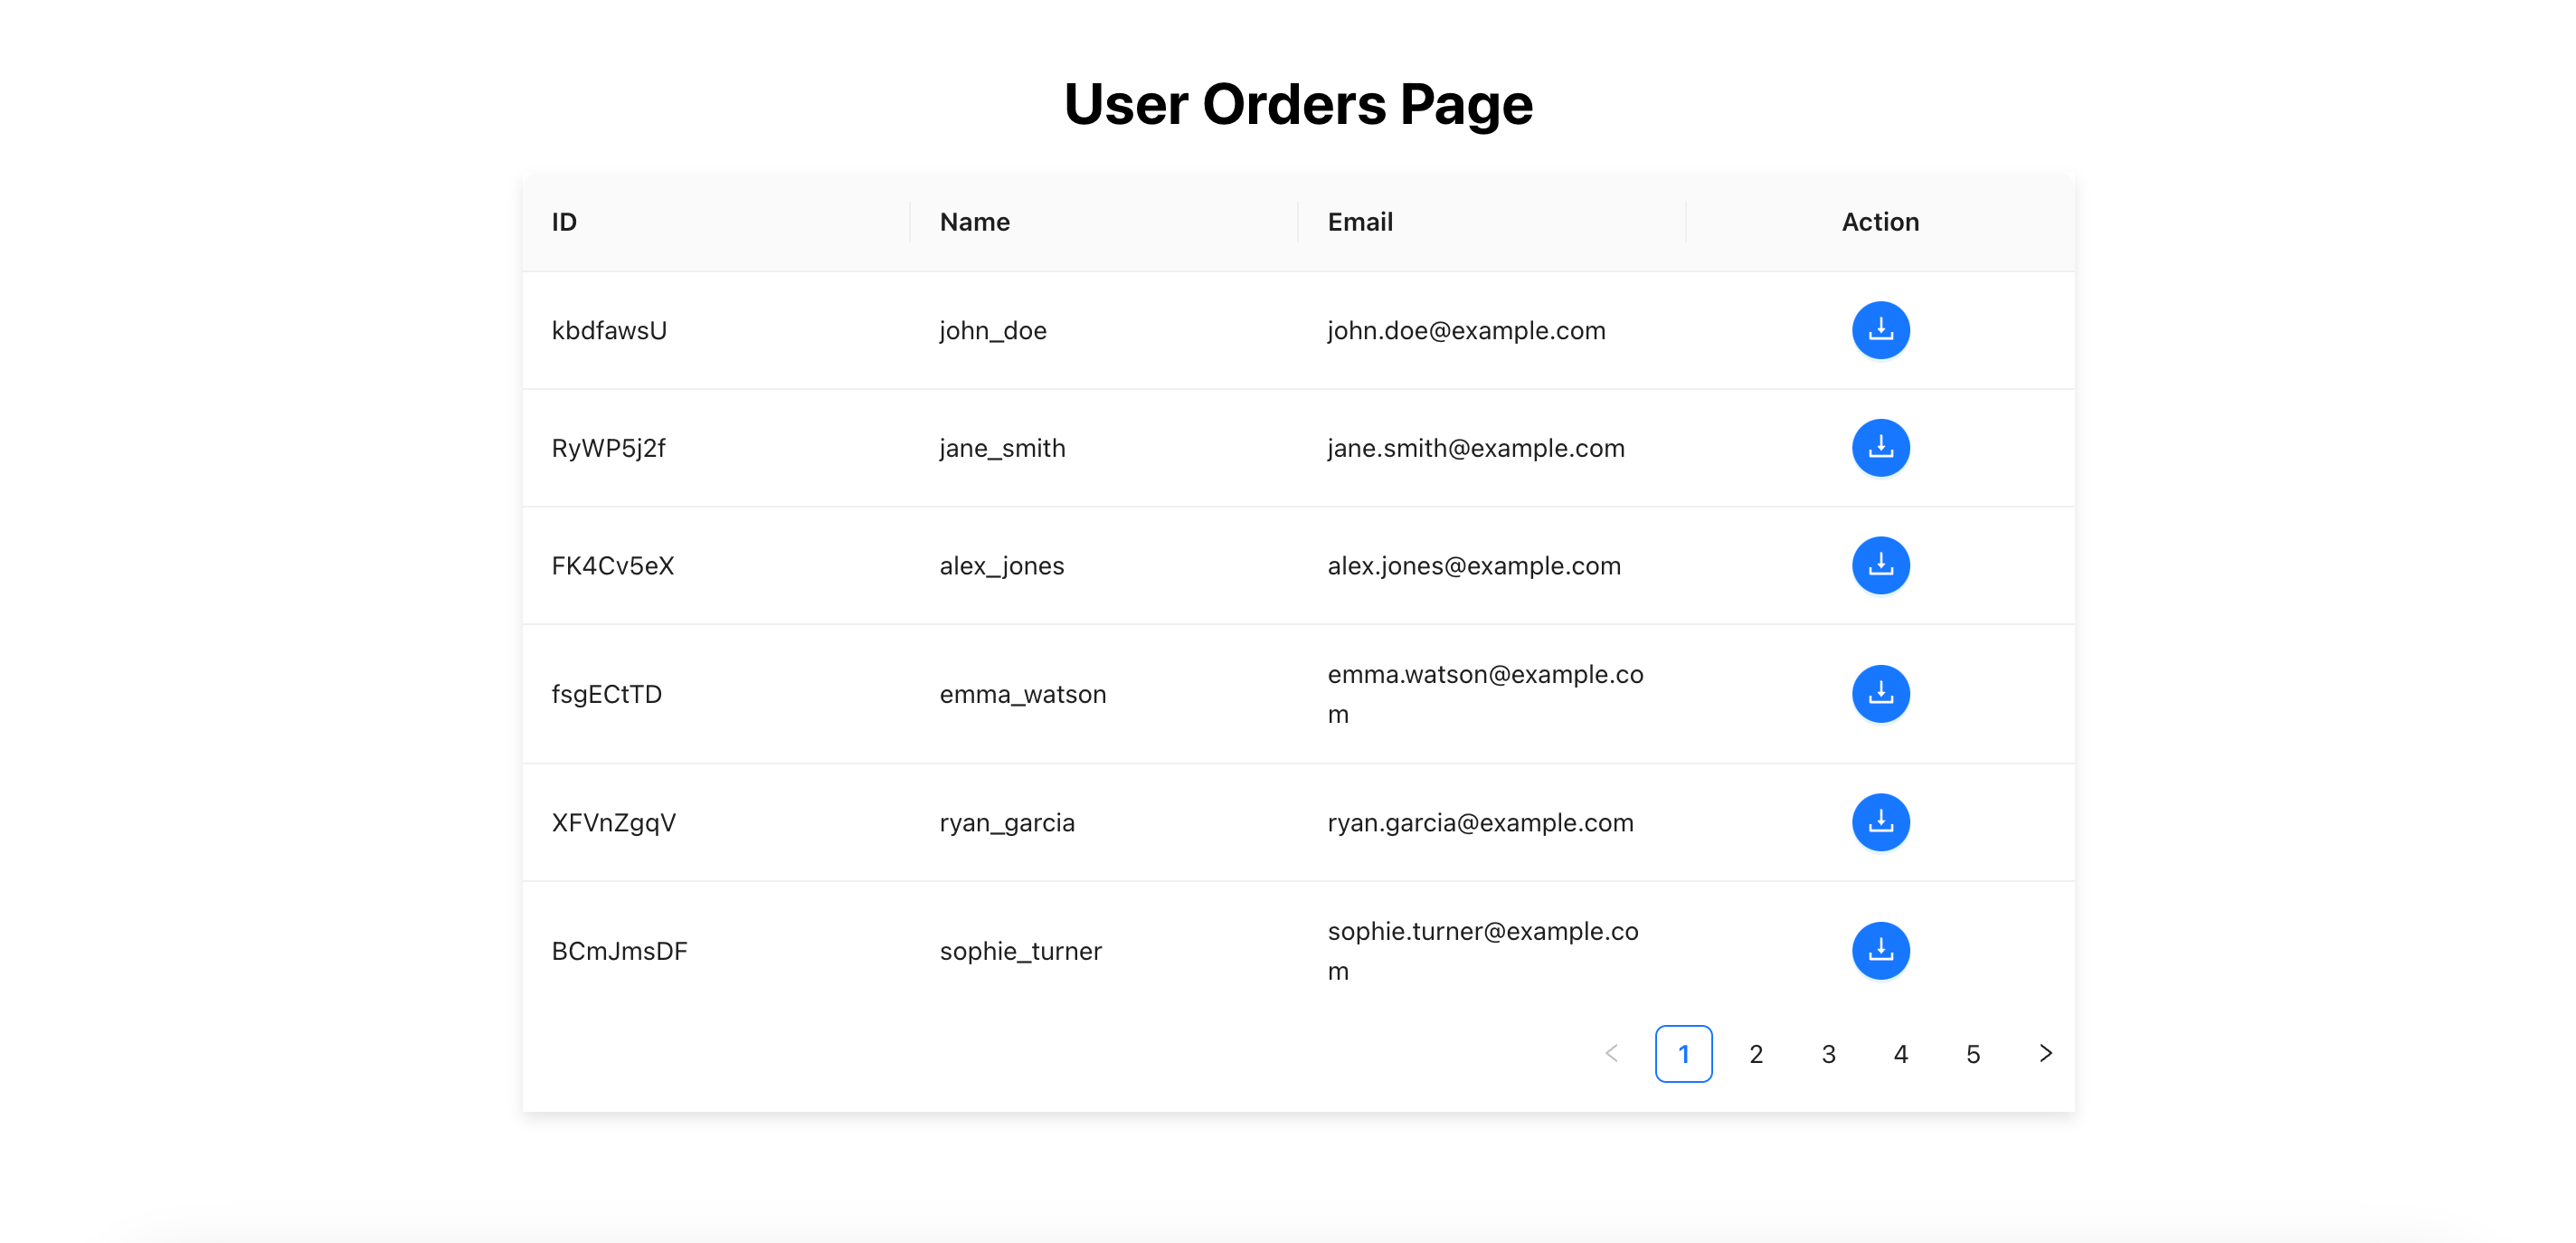 User Orders Page
ID Name Email Action
kbdfawsU john_doe john.doe@example.com
RyWP5j2f jane_smith jane.smith@example.com
FK4Cv5eX alex_jones alex.jones@example.com
fsgECtTD emma_watson emma.watson@example.co
m
XFVnZgqV ryan_garcia ryan.garcia@example.com
BCmJmsDF sophie_turner sophie.turner@example.co
m
< 1 2 3 4 5 >